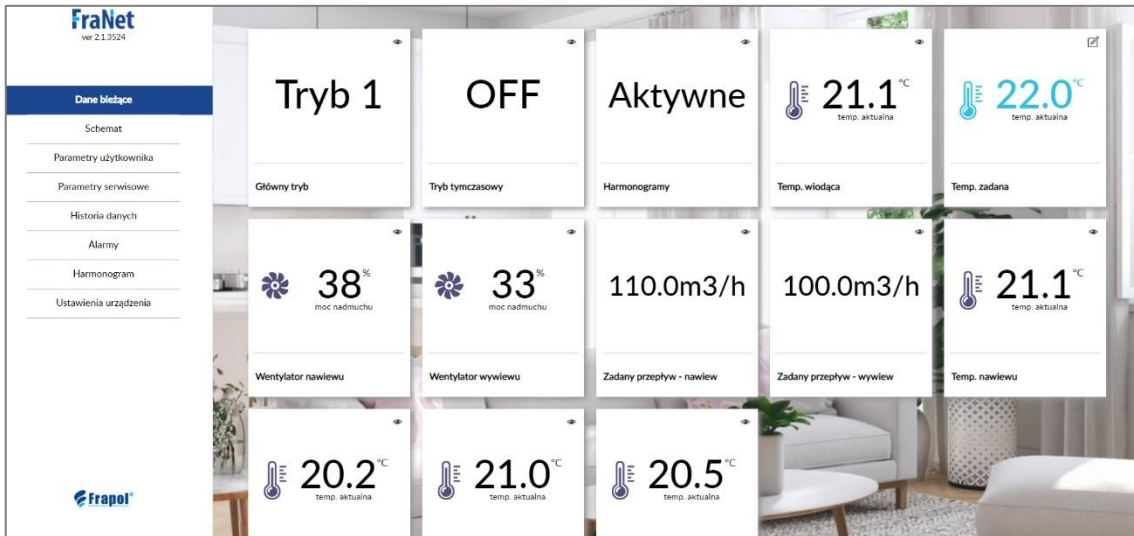 FraNet
ver 2.1.3524
Dane bieżące
Schemat
Parametry użytkownika
Parametry serwisowe
Historia danych
Alarmy
Harmonogram
Ustawienia urządzenia
Frapol
Tryb 1
Główny tryb
OFF
Tryb tymczasowy
Aktywne
Harmonogramy
21.1°C
temp. aktualna
Temp. wiodąca
22.0°C
temp. aktualna
Temp. zadana
38%
moc nadmuchu
Wentylator nawiewu
33%
moc nadmuchu
Wentylator wywiewu
110.0m3/h
Zadany przepływ - nawiew
100.0m3/h
Zadany przepływ - wywiew
21.1°C
temp. aktualna
Temp. nawiewu
20.2°C
temp. aktualna
21.0°C
temp. aktualna
20.5°C
temp. aktualna